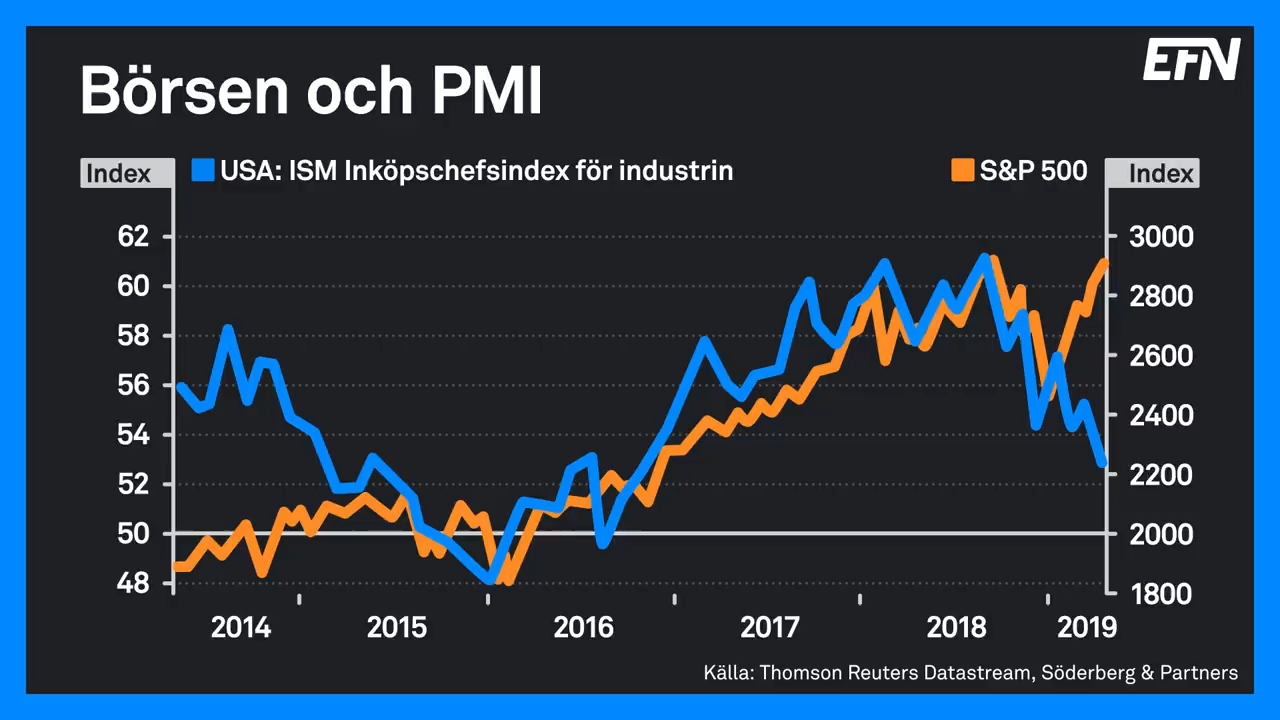 EFN
Börsen och PMI
Index
USA: ISM Inköpschefsindex för industrin
S&P 500
Index
62
60
58
56
54
52
50
48
3000
2800
2600
2400
2200
2000
1800
2014 2015 2016 2017 2018 2019
Källa: Thomson Reuters Datastream, Söderberg & Partners